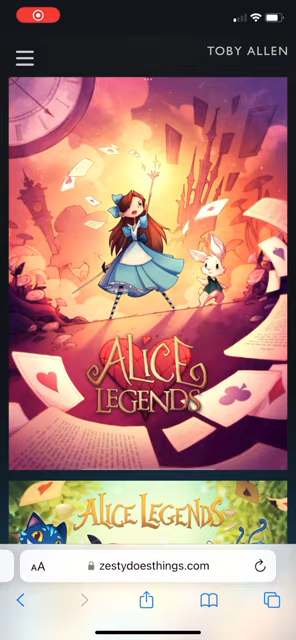 TOBY ALLEN
ALICE
LEGENDS
ALICE LEGENDS
AA
zestydoesthings.com